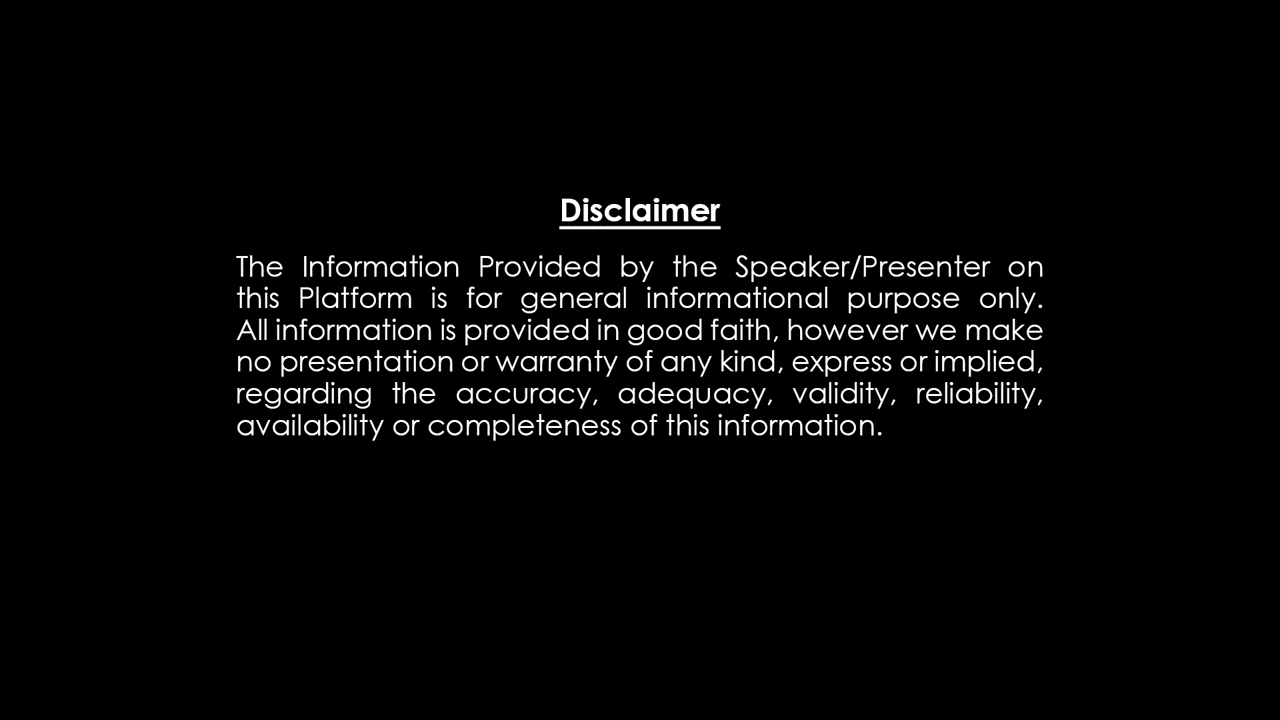 Disclaimer
The Information Provided by the Speaker/Presenter on
this Platform is for general informational purpose only.
All information is provided in good faith, however we make
no presentation or warranty of any kind, express or implied,
regarding the accuracy, adequacy, validity, reliability,
availability or completeness of this information.